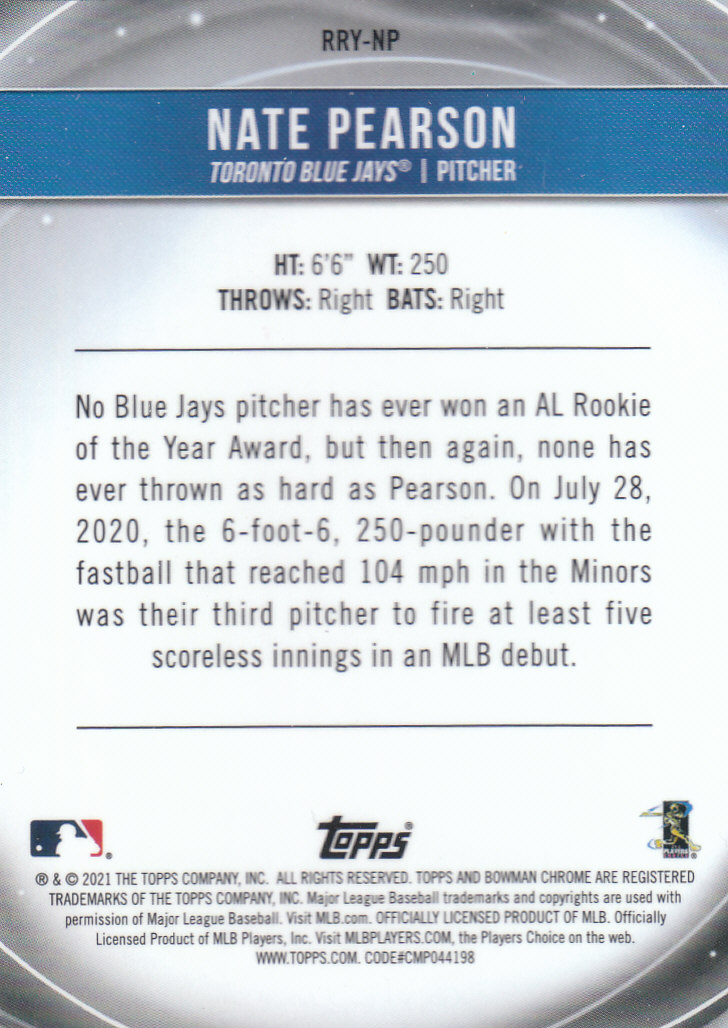 RRY-NP
NATE PEARSON
TORONTO BLUE JAYS® | PITCHER
HT: 6'6" WT: 250
THROWS: Right BATS: Right
No Blue Jays pitcher has ever won an AL Rookie
of the Year Award, but then again, none has
ever thrown as hard as Pearson. On July 28,
2020, the 6-foot-6, 250-pounder with the
fastball that reached 104 mph in the Minors
was their third pitcher to fire at least five
scoreless innings in an MLB debut.
topps®
PLAYERS
CHOICE ®
® & © 2021 THE TOPPS COMPANY, INC. ALL RIGHTS RESERVED. TOPPS AND BOWMAN CHROME ARE REGISTERED
TRADEMARKS OF THE TOPPS COMPANY, INC. Major League Baseball trademarks and copyrights are used with
permission of Major League Baseball. Visit MLB.com. OFFICIALLY LICENSED PRODUCT OF MLB. Officially
Licensed Product of MLB Players, Inc. Visit MLBPLAYERS.COM, the Players Choice on the web.
WWW.TOPPS.COM. CODE#CMP044198